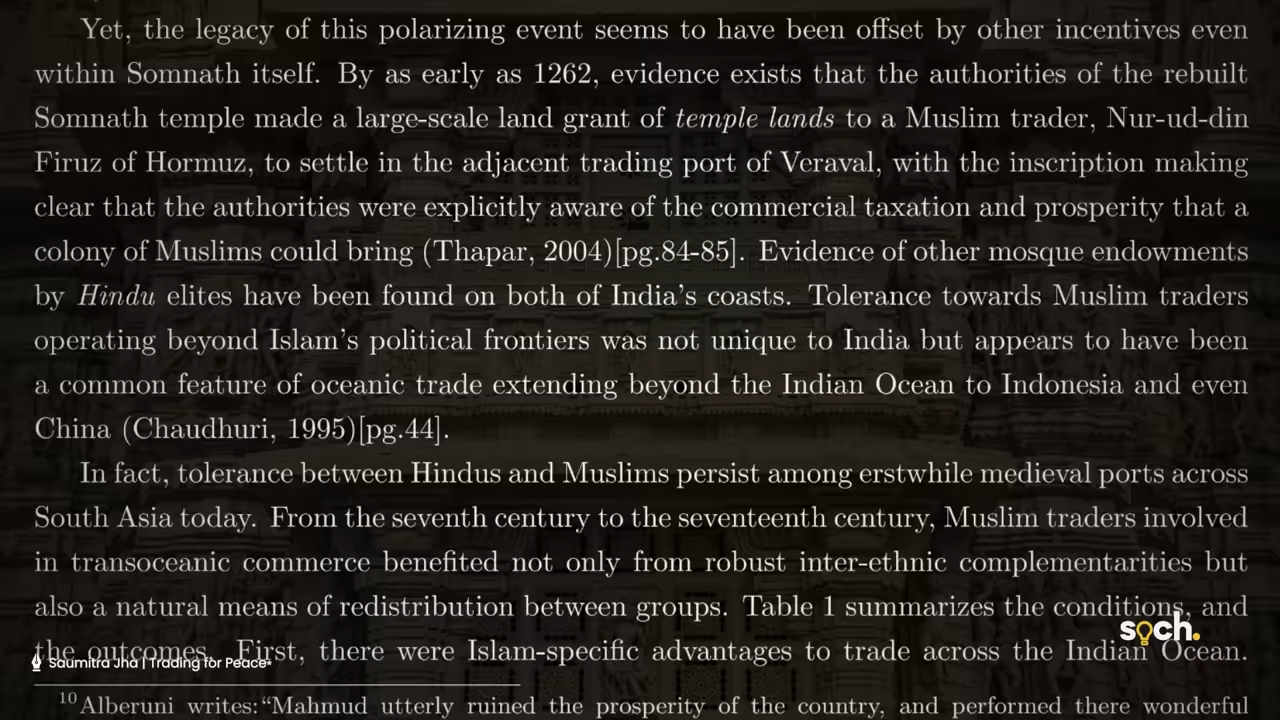 Yet, the legacy of this polarizing event seems to have been offset by other incentives even
within Somnath itself. By as early as 1262, evidence exists that the authorities of the rebuilt
Somnath temple made a large-scale land grant of temple lands to a Muslim trader, Nur-ud-din
Firuz of Hormuz, to settle in the adjacent trading port of Veraval, with the inscription making
clear that the authorities were explicitly aware of the commercial taxation and prosperity that a
colony of Muslims could bring (Thapar, 2004)[pg.84-85]. Evidence of other mosque endowments
by Hindu elites have been found on both of India's coasts. Tolerance towards Muslim traders
operating beyond Islam's political frontiers was not unique to India but appears to have been
a common feature of oceanic trade extending beyond the Indian Ocean to Indonesia and even
China (Chaudhuri, 1995)[pg.44].
In fact, tolerance between Hindus and Muslims persist among erstwhile medieval ports across
South Asia today. From the seventh century to the seventeenth century, Muslim traders involved
in transoceanic commerce benefited not only from robust inter-ethnic complementarities but
also a natural means of redistribution between groups. Table 1 summarizes the conditions, and
the outcomes. First, there were Islam-specific advantages to trade across the Indian Ocean.
soch.
Saumitra Jha | Trading for Peace*
10 Alberuni writes:"Mahmud utterly ruined the prosperity of the country, and performed there wonderful